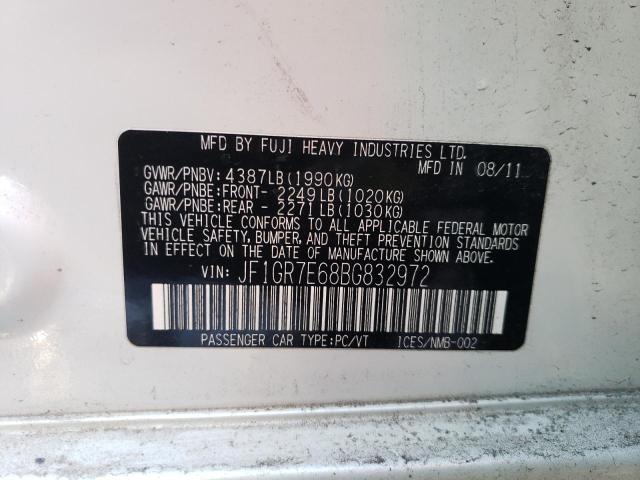 MFD BY FUJI HEAVY INDUSTRIES LTD.
MFD IN 08/11
GVWR/PNBV: 4387LB(1990KG)
GAWR/PNBE:FRONT- 2249LB(1020KG)
GAWR/PNBE:REAR - 2271LB(1030KG)
THIS VEHICLE CONFORMS TO ALL APPLICABLE FEDERAL MOTOR
VEHICLE SAFETY, BUMPER, AND THEFT PREVENTION STANDARDS
IN EFFECT ON THE DATE OF MANUFACTURE SHOWN ABOVE.
VIN: JF1GR7E68BG832972
PASSENGER CAR TYPE:PC/VT ICES/NMB-002